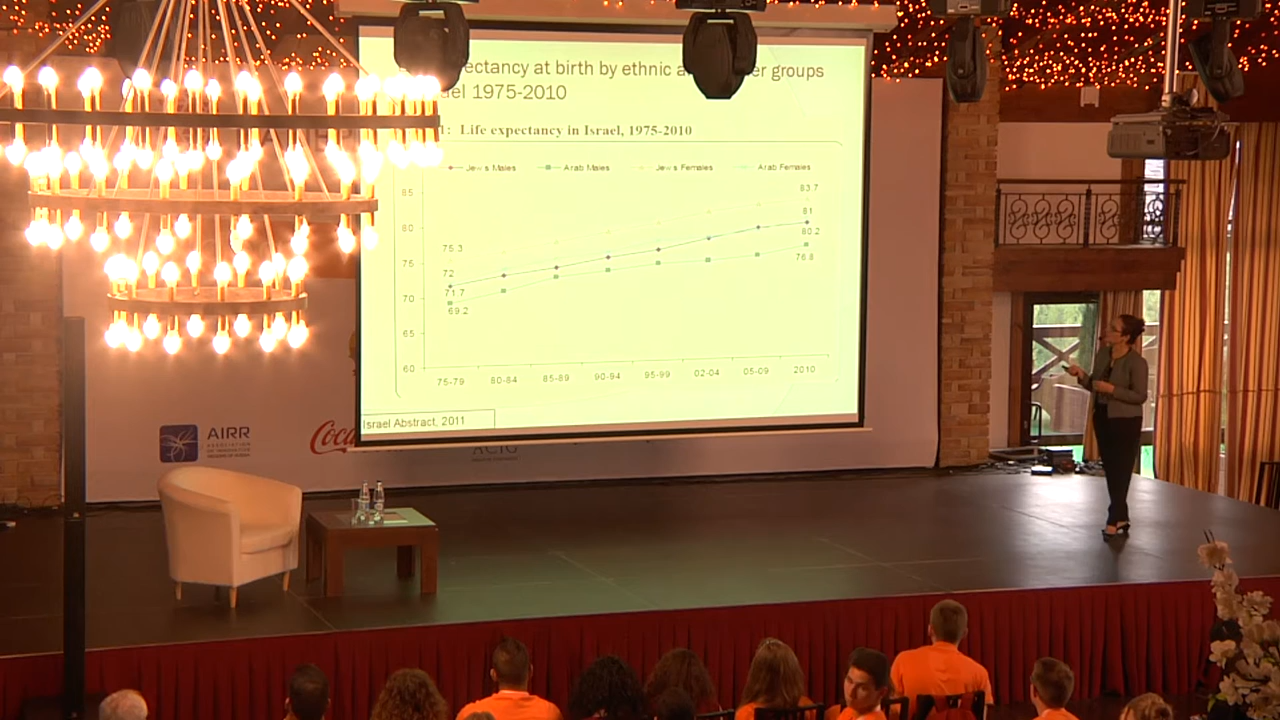 ectancy at birth by ethnic a er groups
el 1975-2010
1: Life expectancy in Israel, 1975-2010
Jews Males Arab Males Jews Females Arab Females
85
80
75
70
65
60
75.3
72
71.7
69.2
83.7
81
80.2
76.8
75-79 80-84 85-89 90-94 95-99 02-04 05-09 2010
Israel Abstract, 2011
AIRR
ASSOCIATION
Coca